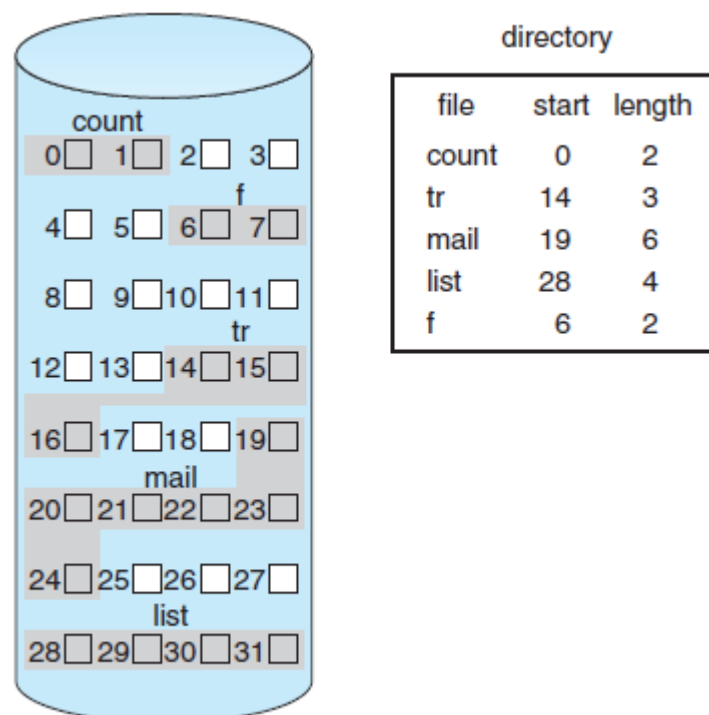 count
0 1 2 3
f
4 5 6 7
8 9 10 11
tr
12 13 14 15
16 17 18 19
mail
20 21 22 23
24 25 26 27
list
28 29 30 31
directory
file start length
count 0 2
tr 14 3
mail 19 6
list 28 4
f 6 2